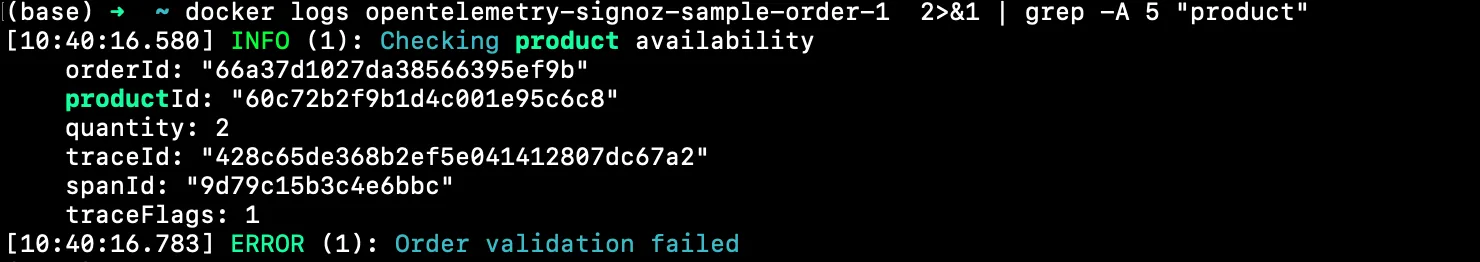 (base) ➜  ~ docker logs opentelemetry-signoz-sample-order-1  2>&1 | grep -A 5 "product"
[10:40:16.580] INFO (1): Checking product availability
    orderId: "66a37d1027da38566395ef9b"
    productId: "60c72b2f9b1d4c001e95c6c8"
    quantity: 2
    traceId: "428c65de368b2ef5e041412807dc67a2"
    spanId: "9d79c15b3c4e6bbc"
    traceFlags: 1
[10:40:16.783] ERROR (1): Order validation failed